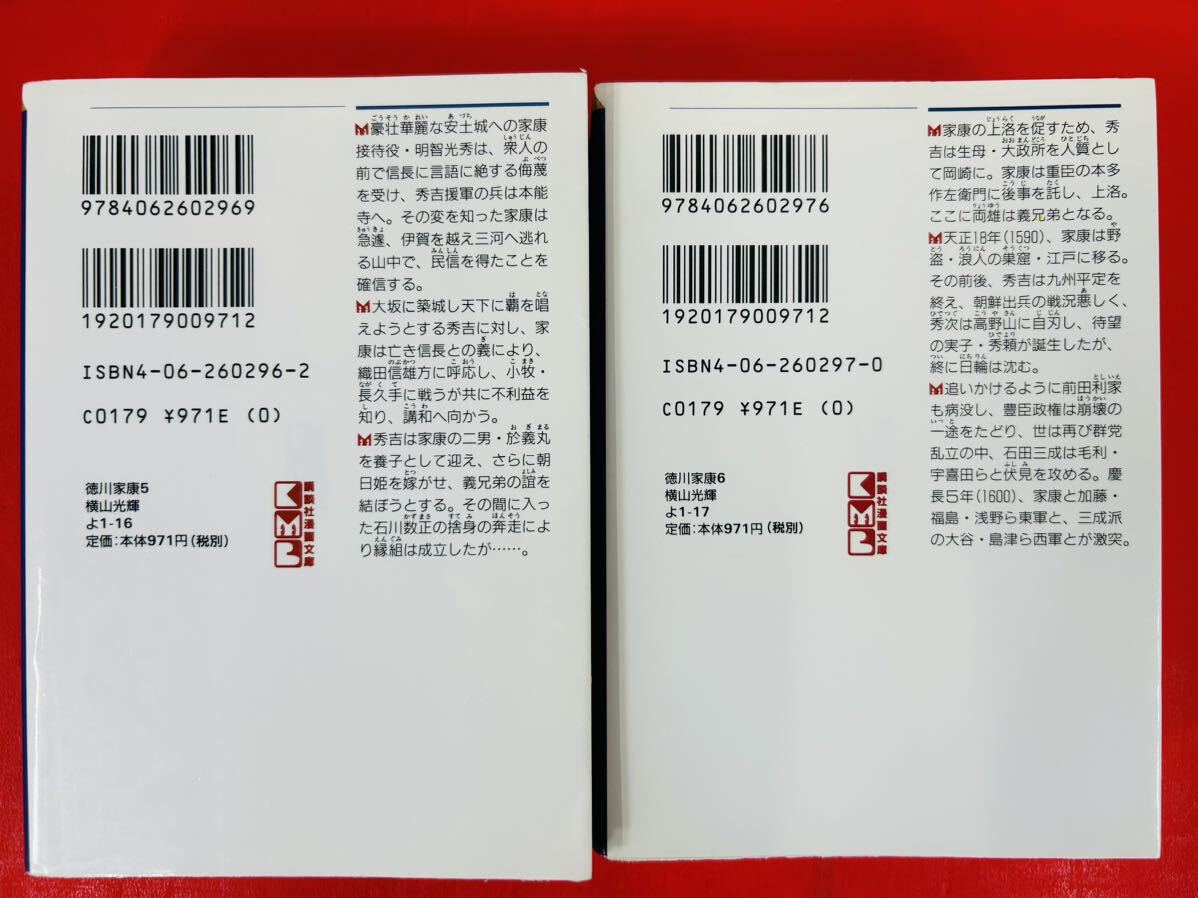 9784062602969
1920179009712
ISBN4-06-260296-2
C0179 ¥971E (0)
徳川家康5
横山光輝
よ1-16
定価：本体971円（税別）
KMB
講談社漫画文庫
豪壮華麗な安土城への家康
接待役・明智光秀は、衆人の
前で信長に言語に絶する侮蔑
を受け、秀吉援軍の兵は本能
寺へ。その変を知った家康は
急遽、伊賀を越え三河へ逃れ
る山中で、民信を得たことを
確信する。
大坂に築城し天下に覇を唱
えようとする秀吉に対し、家
康は亡き信長との義により、
織田信雄方に呼応し、小牧・
長久手に戦うが共に不利益を
知り、講和へ向かう。
秀吉は家康の二男・於義丸
を養子として迎え、さらに朝
日姫を嫁がせ、義兄弟の誼を
結ぼうとする。その間に入っ
た石川数正の捨身の奔走によ
り縁組は成立したが……。
9784062602976
1920179009712
ISBN4-06-260297-0
C0179 ¥971E (0)
徳川家康6
横山光輝
よ1-17
定価：本体971円（税別）
KMB
講談社漫画文庫
家康の上洛を促すため、秀
吉は生母・大政所を人質とし
て岡崎に。家康は重臣の本多
作左衛門に後事を託し、上洛。
ここに両雄は義兄弟となる。
天正18年（1590）、家康は野
盗・浪人の巣窟・江戸に移る。
その前後、秀吉は九州平定を
終え、朝鮮出兵の戦況悪しく、
秀次は高野山に自刃し、待望
の実子・秀頼が誕生したが、
終に日輪は沈む。
追いかけるように前田利家
も病没し、豊臣政権は崩壊の
一途をたどり、世は再び群党
乱立の中、石田三成は毛利・
宇喜田らと伏見を攻める。慶
長5年（1600）、家康と加藤・
福島・浅野ら東軍と、三成派
の大谷・島津ら西軍とが激突。